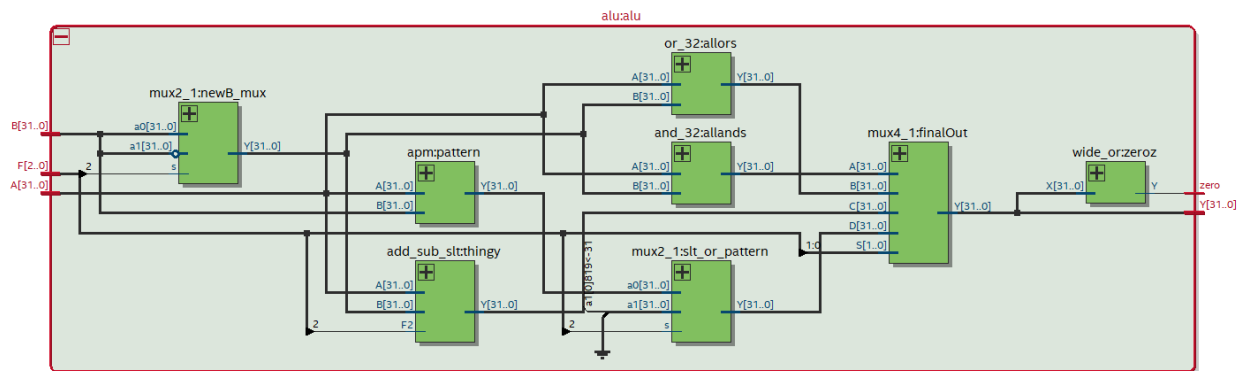 alu:alu
or_32:allors
A[31..0]
B[31..0]
Y[31..0]
mux2_1:newB_mux
B[31..0]
a0[31..0]
a1[31..0]
s
Y[31..0]
F[2..0]
2
A[31..0]
and_32:allands
A[31..0]
B[31..0]
Y[31..0]
mux4_1:finalOut
A[31..0]
B[31..0]
C[31..0]
D[31..0]
S[1..0]
Y[31..0]
1:0
wide_or:zeroz
X[31..0]
Y
zero
Y[31..0]
apm:pattern
A[31..0]
B[31..0]
Y[31..0]
add_sub_slt:thingy
A[31..0]
B[31..0]
F2
Y[31..0]
2
mux2_1:slt_or_pattern
a0[31..0]
a1[31..0]
s
Y[31..0]
2